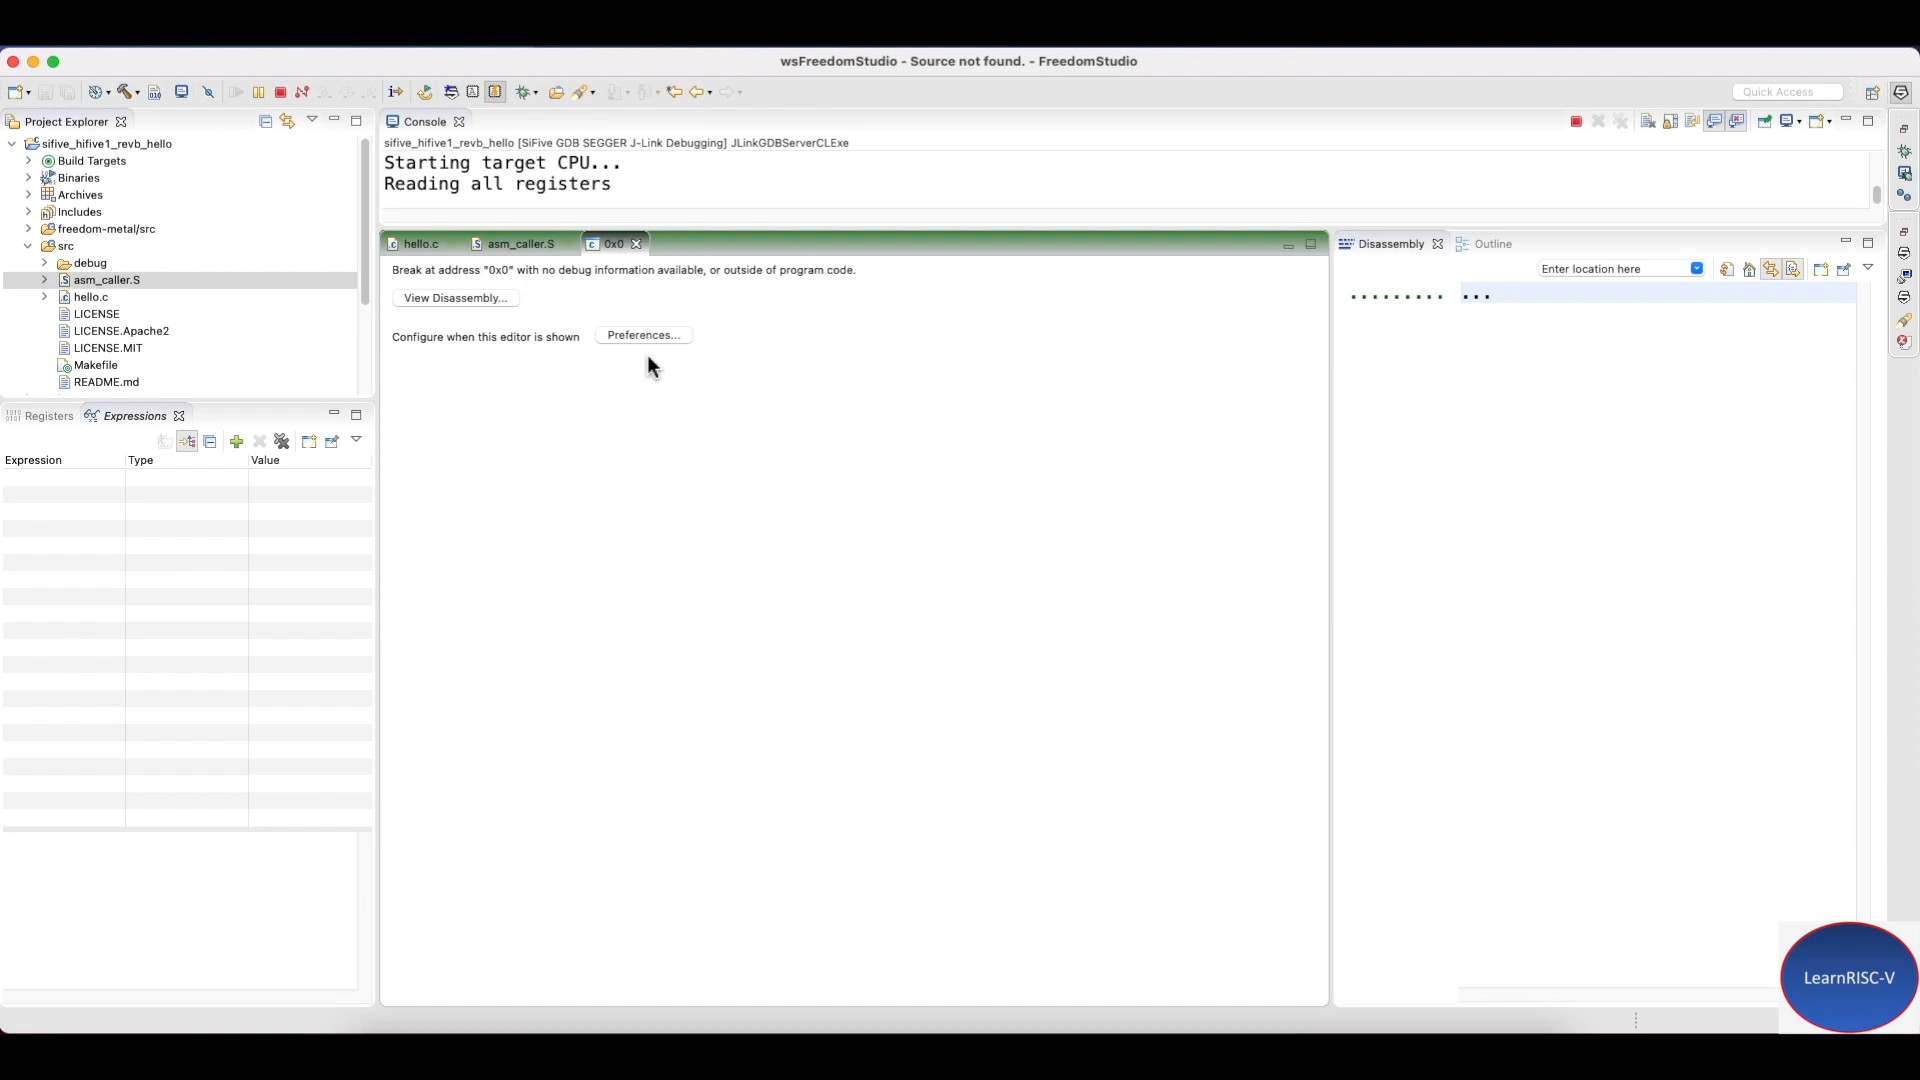 wsFreedomStudio - Source not found. - FreedomStudio
Quick Access
Project Explorer
sifive_hifive1_revb_hello
Build Targets
Binaries
Archives
Includes
freedom-metal/src
src
debug
asm_caller.S
hello.c
LICENSE
LICENSE.Apache2
LICENSE.MIT
Makefile
README.md
Console
sifive_hifive1_revb_hello [SiFive GDB SEGGER J-Link Debugging] JLinkGDBServerCLExe
Starting target CPU...
Reading all registers
hello.c asm_caller.S 0x0
Break at address "0x0" with no debug information available, or outside of program code.
View Disassembly...
Configure when this editor is shown Preferences...
Disassembly Outline
Enter location here
......... ...
Registers Expressions
Expression Type Value
LearnRISC-V